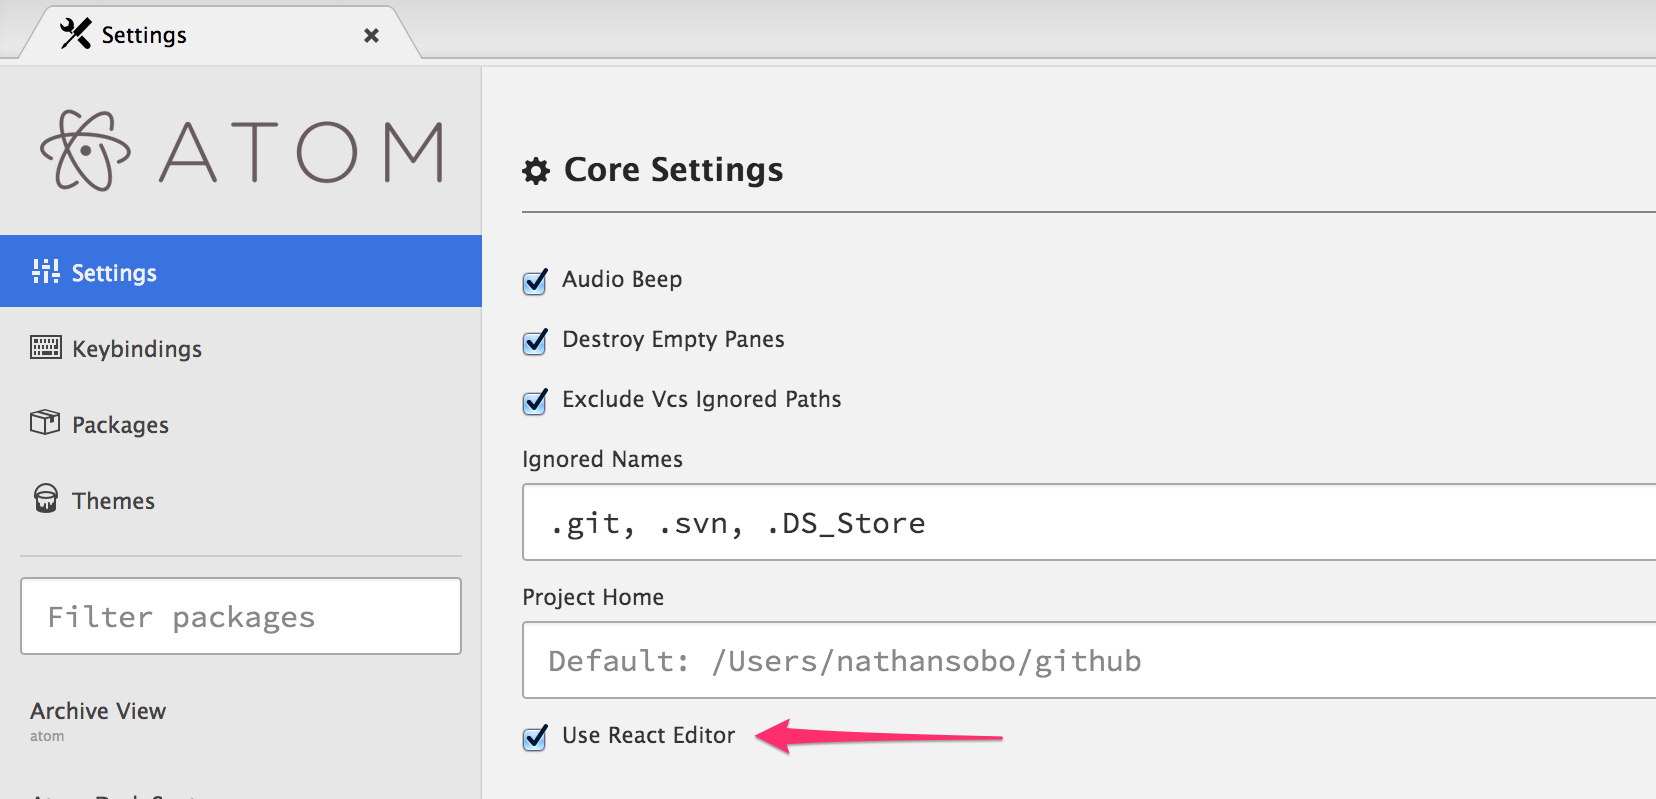 Settings
ATOM
Settings
Keybindings
Packages
Themes
Filter packages
Archive View
atom
Core Settings
Audio Beep
Destroy Empty Panes
Exclude Vcs Ignored Paths
Ignored Names
.git, .svn, .DS_Store
Project Home
Default: /Users/nathansobo/github
Use React Editor